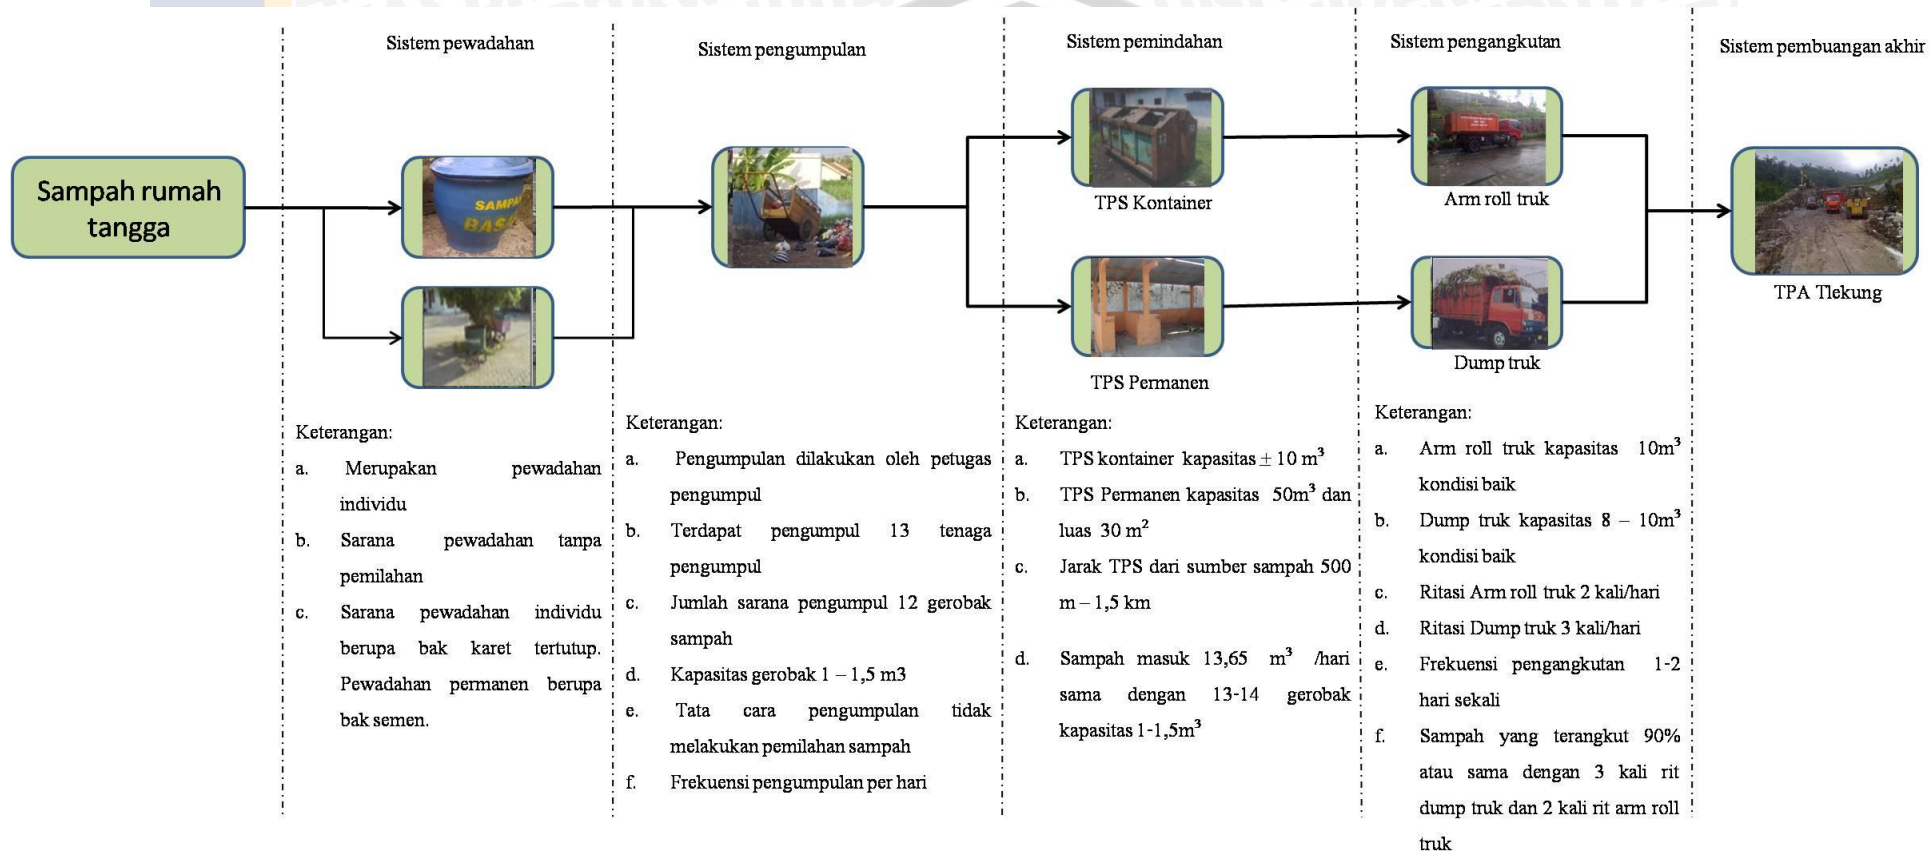 Sistem pewadahan
Sistem pengumpulan
Sistem pemindahan
Sistem pengangkutan
Sistem pembuangan akhir
Sampah rumah
tangga
SAMPA
BAS
TPS Kontainer
Arm roll truk
TPA Tlekung
TPS Permanen
Dump truk
Keterangan:
a. Merupakan pewadahan
individu
b. Sarana pewadahan tanpa
pemilahan
c. Sarana pewadahan individu
berupa bak karet tertutup.
Pewadahan permanen berupa
bak semen.
Keterangan:
a. Pengumpulan dilakukan oleh petugas
pengumpul
b. Terdapat pengumpul 13 tenaga
pengumpul
c. Jumlah sarana pengumpul 12 gerobak
sampah
d. Kapasitas gerobak 1 – 1,5 m3
e. Tata cara pengumpulan tidak
melakukan pemilahan sampah
f. Frekuensi pengumpulan per hari
Keterangan:
a. TPS kontainer kapasitas ± 10 m³
b. TPS Permanen kapasitas 50m³ dan
luas 30 m²
c. Jarak TPS dari sumber sampah 500
m – 1,5 km
d. Sampah masuk 13,65 m³ /hari
sama dengan 13-14 gerobak
kapasitas 1-1,5m³
Keterangan:
a. Arm roll truk kapasitas 10m³
kondisi baik
b. Dump truk kapasitas 8 – 10m³
kondisi baik
c. Ritasi Arm roll truk 2 kali/hari
d. Ritasi Dump truk 3 kali/hari
e. Frekuensi pengangkutan 1-2
hari sekali
f. Sampah yang terangkut 90%
atau sama dengan 3 kali rit
dump truk dan 2 kali rit arm roll
truk